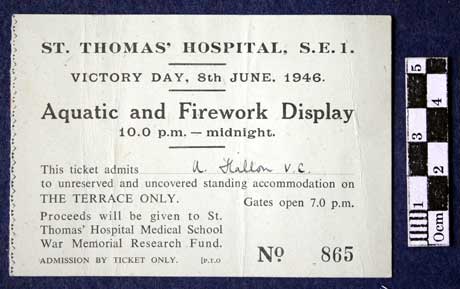 ST. THOMAS' HOSPITAL, S.E.1.
VICTORY DAY, 8th JUNE, 1946.
Aquatic and Firework Display
10.0 p.m. — midnight.
This ticket admits A. Hallon V.C.
to unreserved and uncovered standing accommodation on
THE TERRACE ONLY. Gates open 7.0 p.m.
Proceeds will be given to St.
Thomas' Hospital Medical School
War Memorial Research Fund.
ADMISSION BY TICKET ONLY. [P.T.O
No 865
5
4
3
2
1
0cm